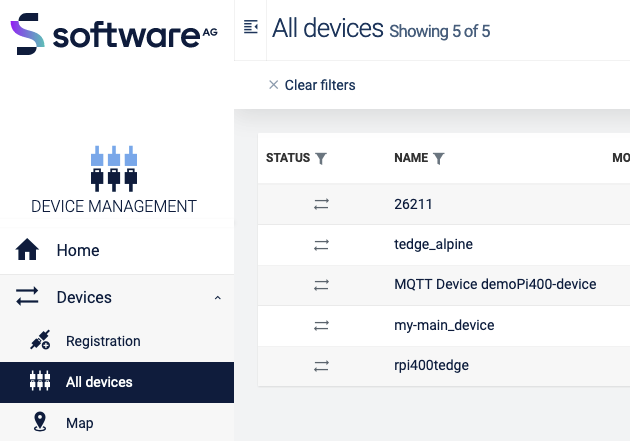 software AG
All devices Showing 5 of 5
Clear filters
DEVICE MANAGEMENT
Home
Devices
Registration
All devices
Map
STATUS NAME MO
26211
tedge_alpine
MQTT Device demoPi400-device
my-main_device
rpi400tedge